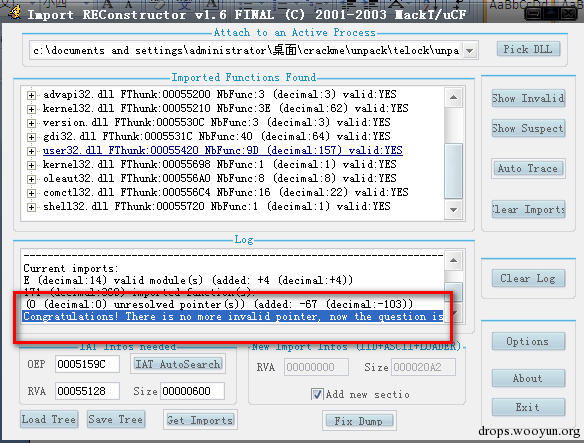 Import REConstructor v1.6 FINAL (C) 2001-2003 MackT/uCF
Attach to an Active Process
c:\documents and settings\administrator\桌面\crackme\unpack\telock\unpa
Pick DLL
Imported Functions Found
advapi32.dll FThunk:00055200 NbFunc:3 (decimal:3) valid:YES
kernel32.dll FThunk:00055210 NbFunc:3E (decimal:62) valid:YES
version.dll FThunk:0005530C NbFunc:3 (decimal:3) valid:YES
gdi32.dll FThunk:0005531C NbFunc:40 (decimal:64) valid:YES
user32.dll FThunk:00055420 NbFunc:9D (decimal:157) valid:YES
kernel32.dll FThunk:00055698 NbFunc:1 (decimal:1) valid:YES
oleaut32.dll FThunk:000556A0 NbFunc:8 (decimal:8) valid:YES
comctl32.dll FThunk:000556C4 NbFunc:16 (decimal:22) valid:YES
shell32.dll FThunk:00055720 NbFunc:1 (decimal:1) valid:YES
Show Invalid
Show Suspect
Auto Trace
Clear Imports
Log
Current imports:
E (decimal:14) valid module(s) (added: +4 (decimal:+4))
imported function(s)
(0 (decimal:0) unresolved pointer(s)) (added: -67 (decimal:-103))
Congratulations! There is no more invalid pointer, now the question is
Clear Log
IAT Infos needed
OEP 0005159C IAT AutoSearch
RVA 00055128 Size 00000600
Load Tree Save Tree Get Imports
New Import Infos (IID+ASCII+LOADER)
RVA 00000000 Size 000020A2
Add new sectio
Fix Dump
Options
About
Exit
drops.wooyun.org